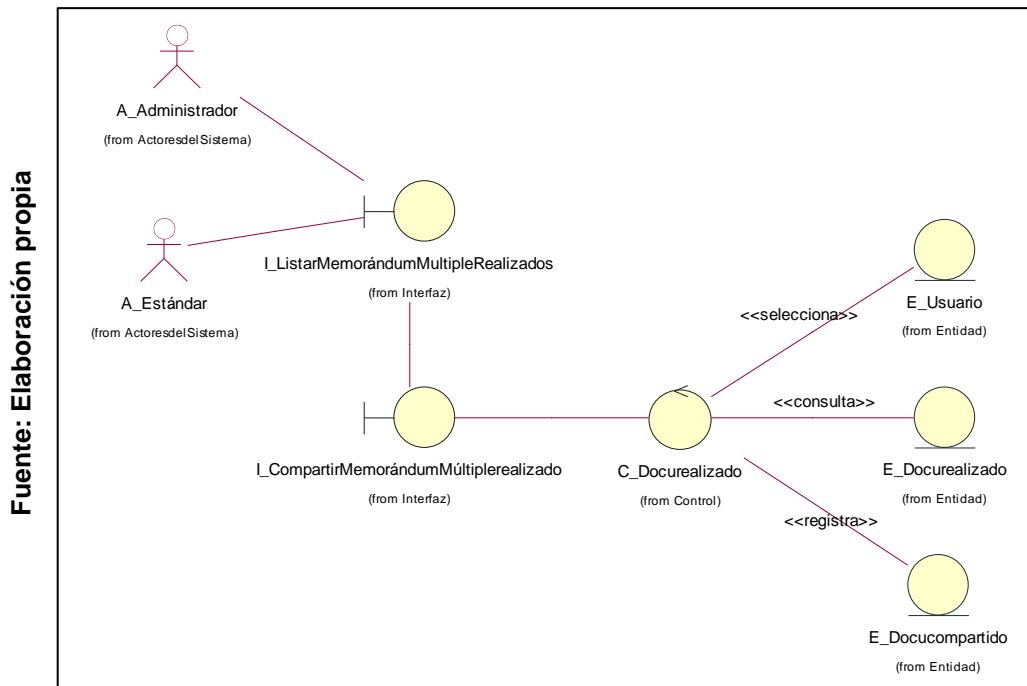 Fuente: Elaboración propia
A_Administrador
(from ActoresdelSistema)
A_Estándar
(from ActoresdelSistema)
I_ListarMemorándumMultipleRealizados
(from Interfaz)
I_CompartirMemorándumMúltiplerealizado
(from Interfaz)
C_Docurealizado
(from Control)
<<selecciona>>
E_Usuario
(from Entidad)
<<consulta>>
E_Docurealizado
(from Entidad)
<<registra>>
E_Docucompartido
(from Entidad)